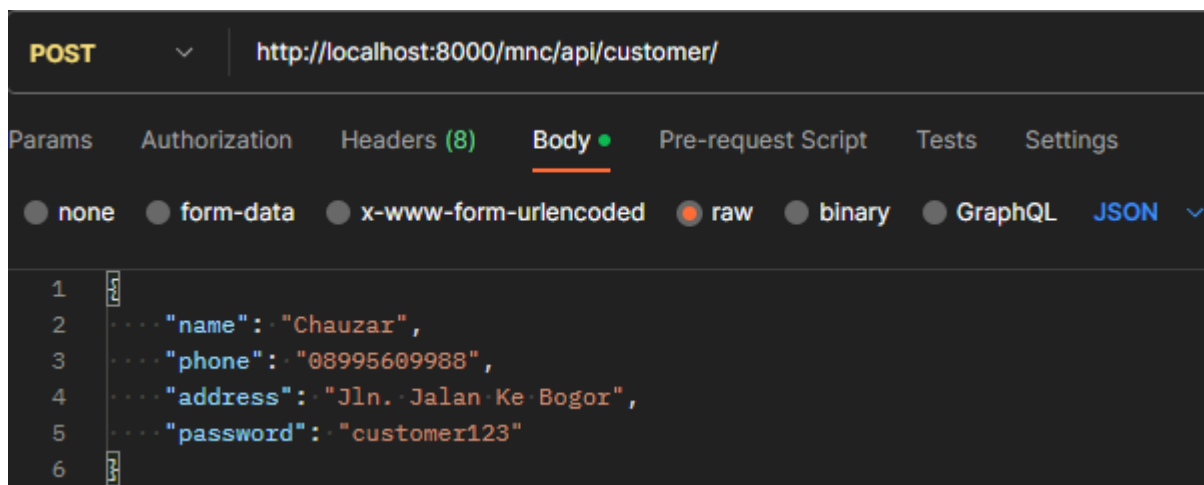 POST http://localhost:8000/mnc/api/customer/
Params Authorization Headers (8) Body Pre-request Script Tests Settings
none form-data x-www-form-urlencoded raw binary GraphQL JSON
1 {
2 "name": "Chauzar",
3 "phone": "08995609988",
4 "address": "Jln. Jalan Ke Bogor",
5 "password": "customer123"
6 }